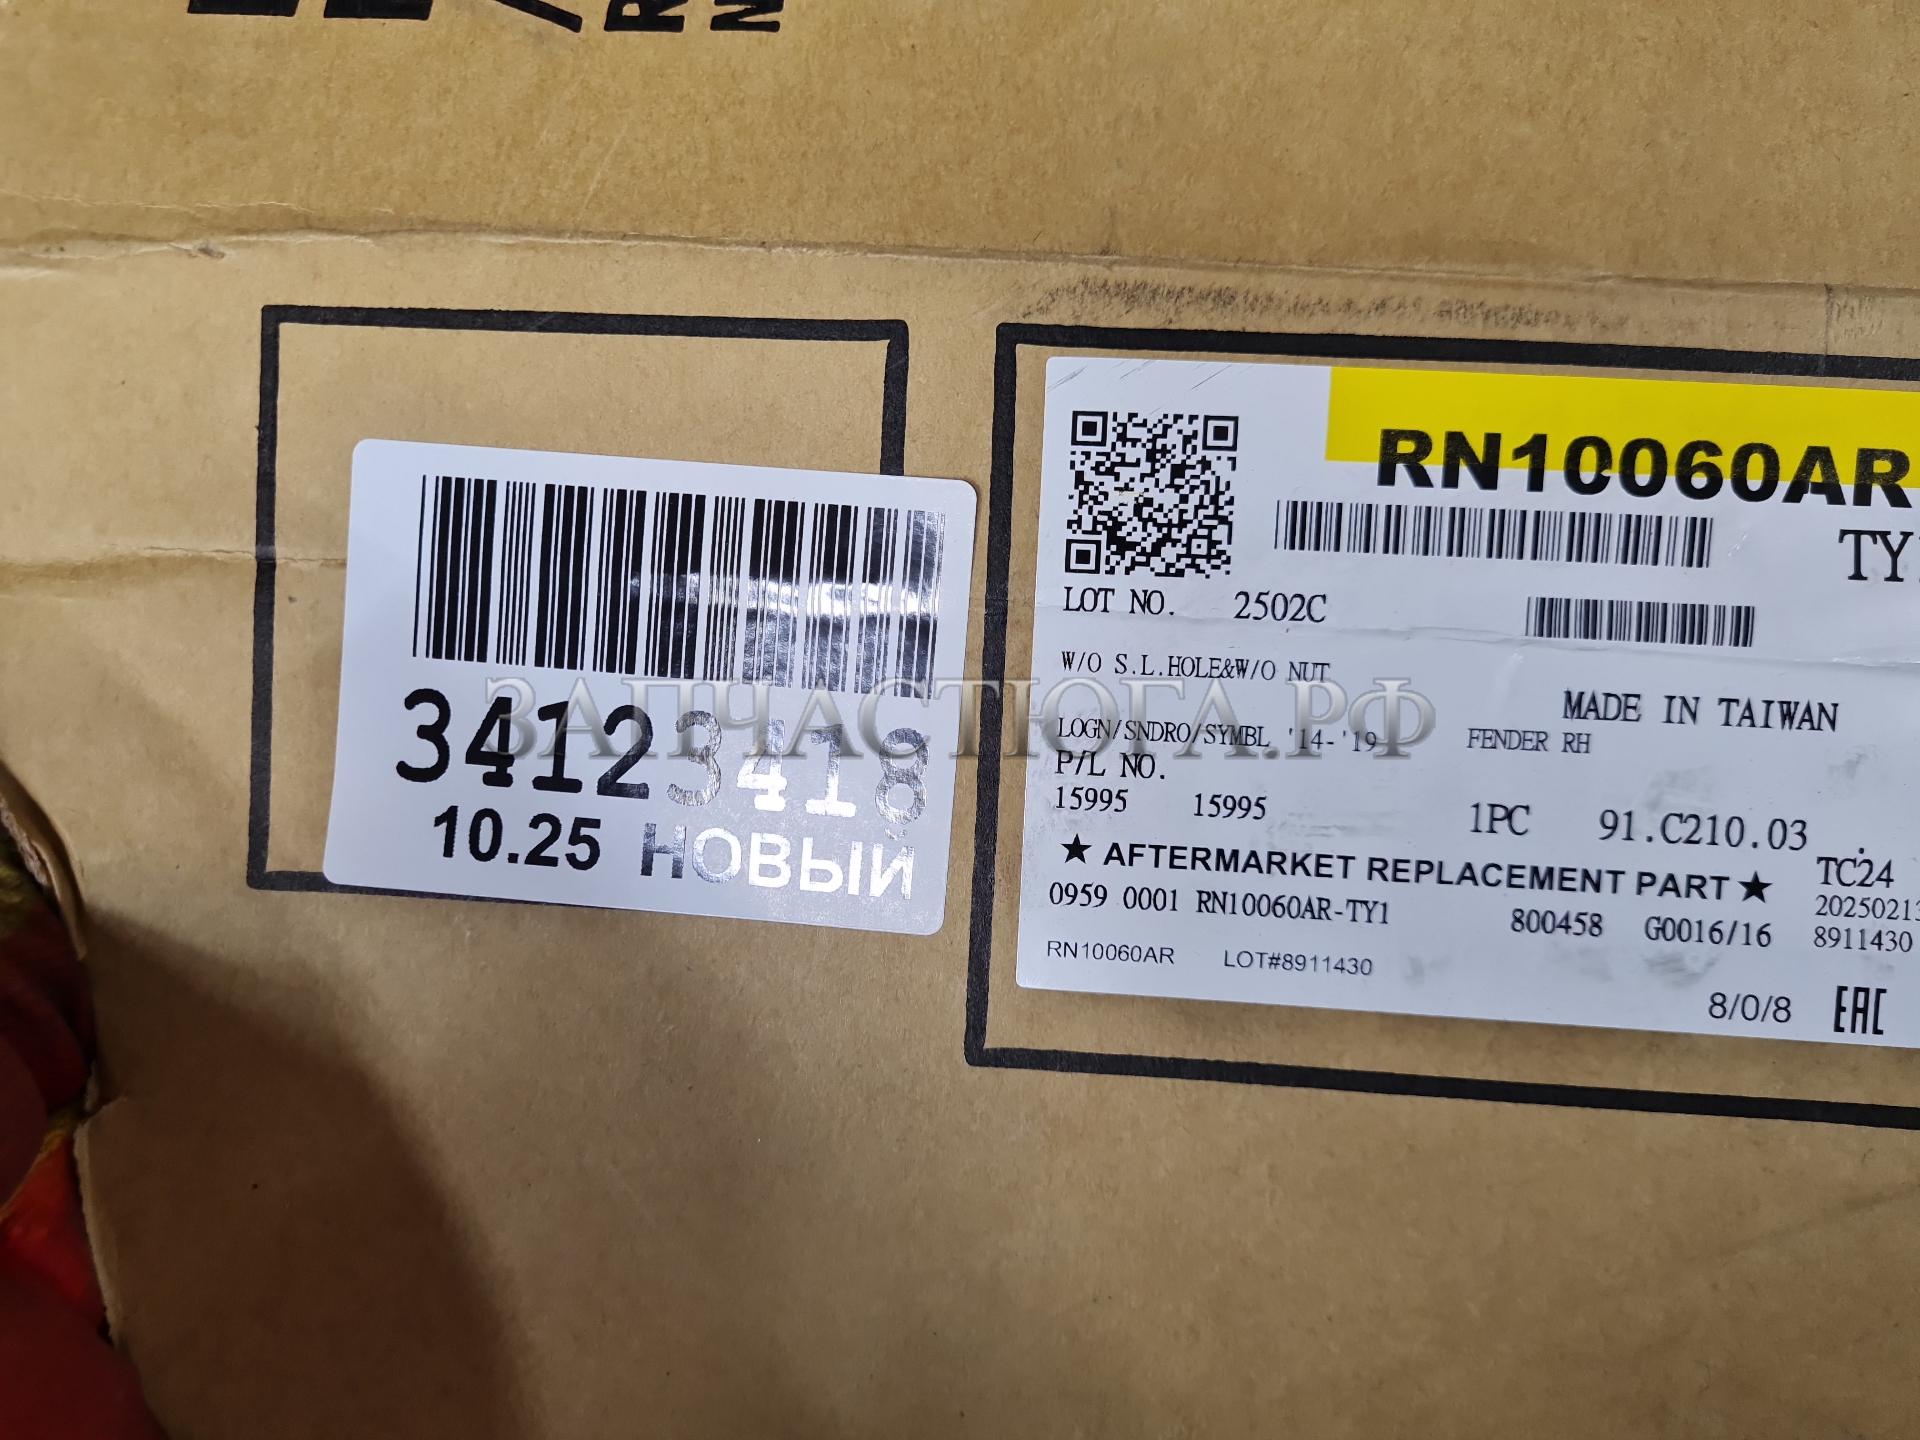 34123418
10.25 НОВЫЙ
RN10060AR
LOT NO. 2502C
W/O S.L.HOLE&W/O NUT
MADE IN TAIWAN
LOGN/SNDRO/SYMBL '14-'19 FENDER RH
P/L NO.
15995 15995 1PC 91.C210.03
★ AFTERMARKET REPLACEMENT PART ★ TC24
0959 0001 RN10060AR-TY1 800458 G0016/16 8911430
RN10060AR LOT#8911430
8/0/8 EAC
ЗАПЧАСТЮГА.РФ